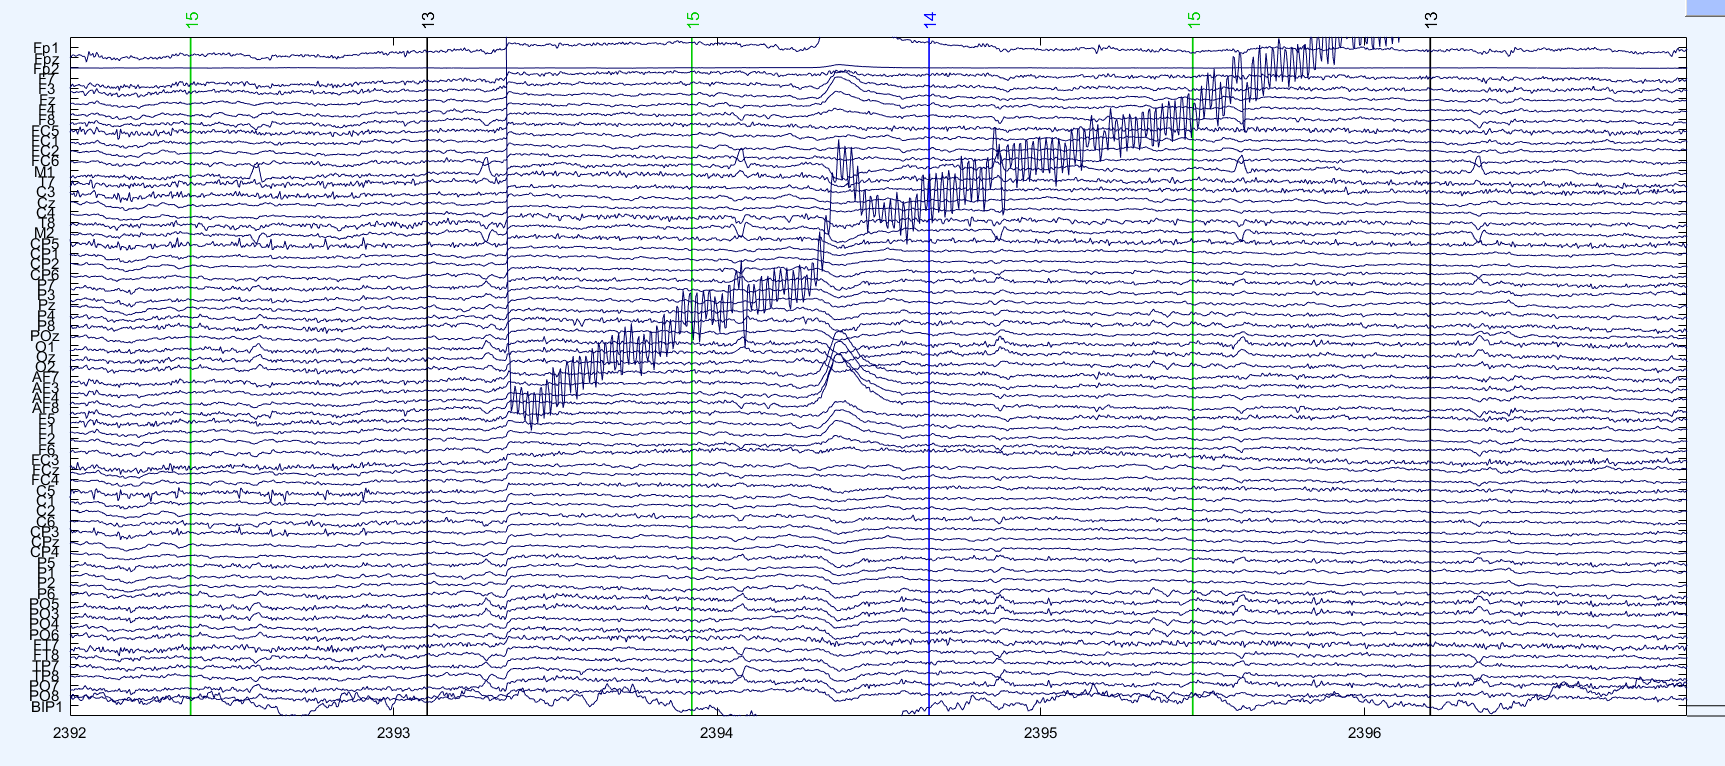 15 13 15 14 15 13
Fp1
Fpz
Fp2
F7
F3
Fz
F4
F8
FC5
FC1
FC2
FC6
M1
T7
C3
Cz
C4
T8
M2
CP5
CP1
CP2
CP6
P7
P3
Pz
P4
P8
POz
O1
Oz
O2
AF7
AF3
AF4
AF8
F5
F1
F2
F6
FC3
FCz
FC4
C5
C1
C2
C6
CP3
CPz
CP4
P5
P1
P2
P6
PO5
PO3
PO4
PO6
FT7
FT8
TP7
TP8
PO7
PO8
BIP1
2392 2393 2394 2395 2396